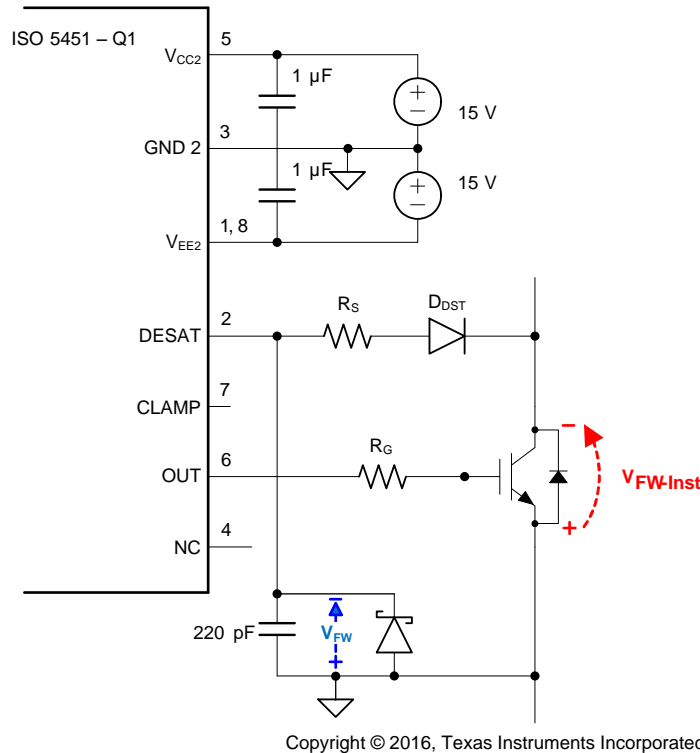 ISO 5451 – Q1
5
VCC2
1 µF
15 V
3
GND 2
1 µF
15 V
1, 8
VEE2
RS
DDST
2
DESAT
7
CLAMP
RG
6
OUT
VFW-Inst
4
NC
220 pF
VFW
Copyright © 2016, Texas Instruments Incorporated